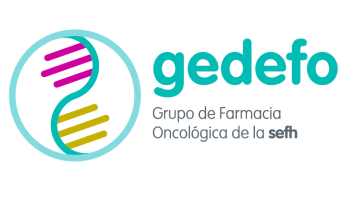 gedefo
Grupo de Farmacia
Oncológica de la sefh